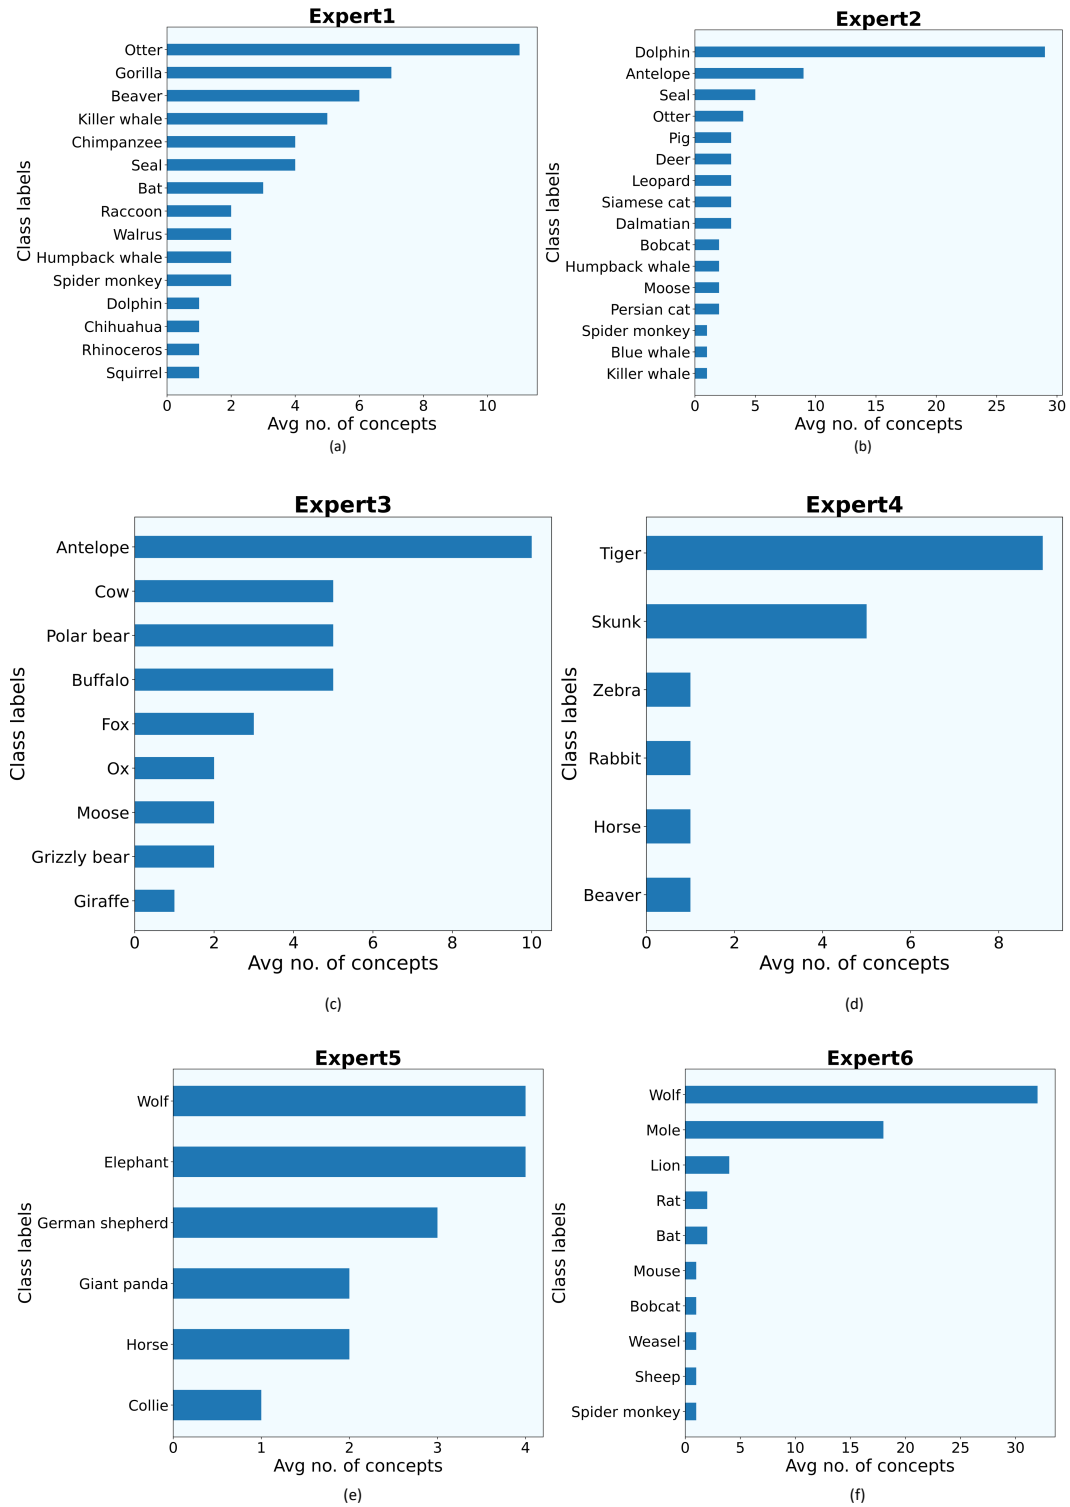 Expert1
Class labels
Otter
Gorilla
Beaver
Killer whale
Chimpanzee
Seal
Bat
Raccoon
Walrus
Humpback whale
Spider monkey
Dolphin
Chihuahua
Rhinoceros
Squirrel
0 2 4 6 8 10
Avg no. of concepts
(a)
Expert2
Class labels
Dolphin
Antelope
Seal
Otter
Pig
Deer
Leopard
Siamese cat
Dalmatian
Bobcat
Humpback whale
Moose
Persian cat
Spider monkey
Blue whale
Killer whale
0 5 10 15 20 25 30
Avg no. of concepts
(b)
Expert3
Class labels
Antelope
Cow
Polar bear
Buffalo
Fox
Ox
Moose
Grizzly bear
Giraffe
0 2 4 6 8 10
Avg no. of concepts
(c)
Expert4
Class labels
Tiger
Skunk
Zebra
Rabbit
Horse
Beaver
0 2 4 6 8
Avg no. of concepts
(d)
Expert5
Class labels
Wolf
Elephant
German shepherd
Giant panda
Horse
Collie
0 1 2 3 4
Avg no. of concepts
(e)
Expert6
Class labels
Wolf
Mole
Lion
Rat
Bat
Mouse
Bobcat
Weasel
Sheep
Spider monkey
0 5 10 15 20 25 30
Avg no. of concepts
(f)